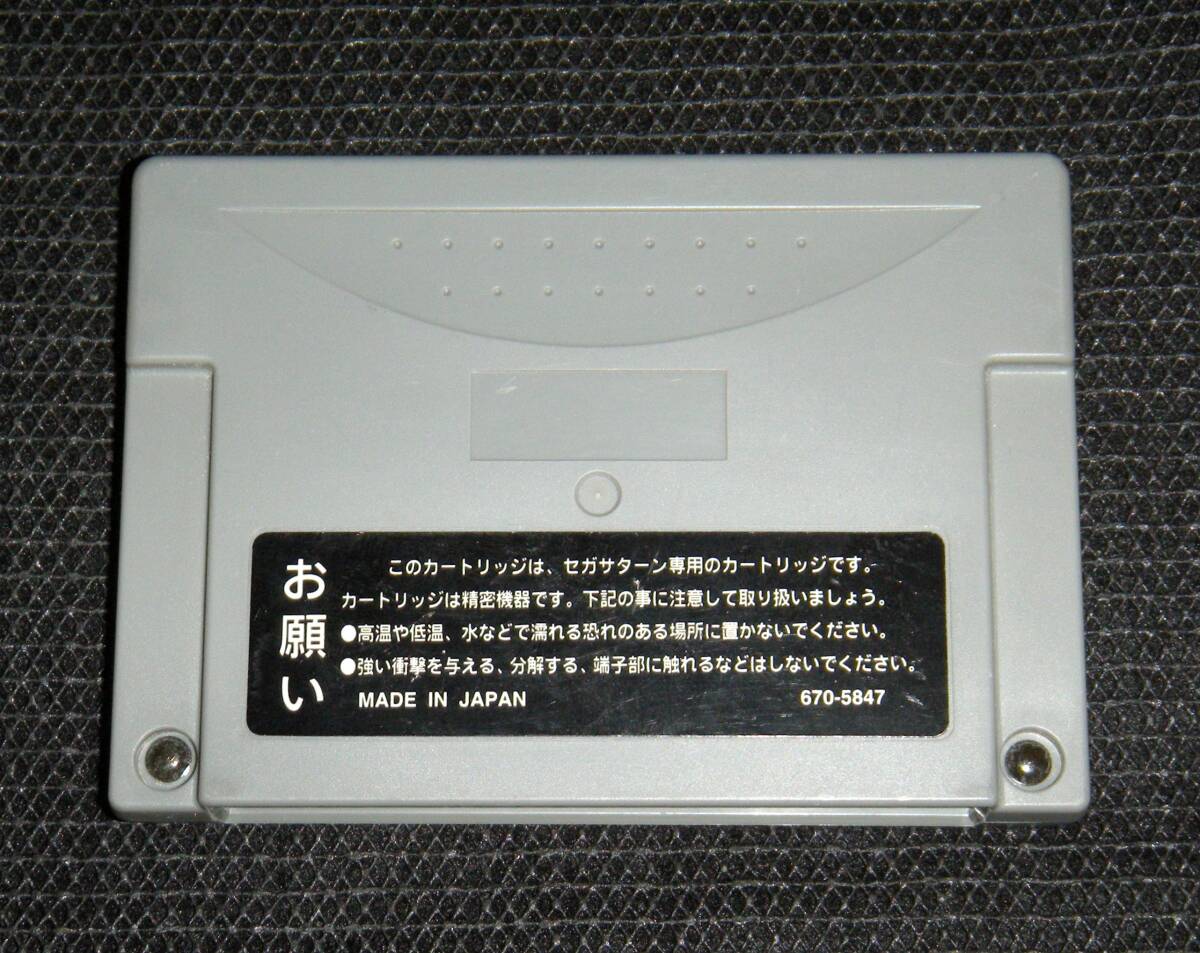 お願い
このカートリッジは、セガサターン専用のカートリッジです。
カートリッジは精密機器です。下記の事に注意して取り扱いましょう。
●高温や低温、水などで濡れる恐れのある場所に置かないでください。
●強い衝撃を与える、分解する、端子部に触れるなどはしないでください。
MADE IN JAPAN 670-5847